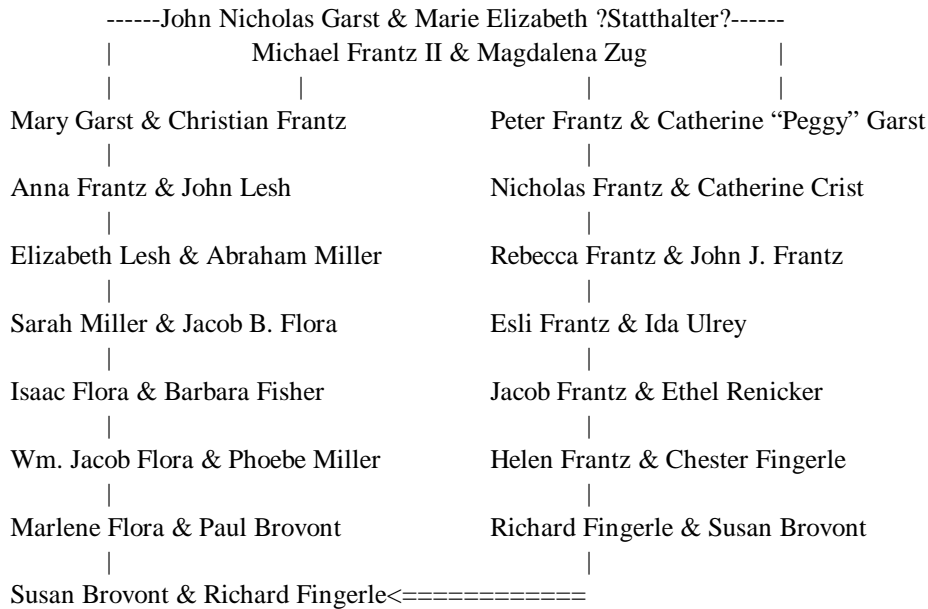 ------John Nicholas Garst & Marie Elizabeth ?Statthalter?------
| Michael Frantz II & Magdalena Zug |
| | | |
Mary Garst & Christian Frantz Peter Frantz & Catherine “Peggy” Garst
| |
Anna Frantz & John Lesh Nicholas Frantz & Catherine Crist
| |
Elizabeth Lesh & Abraham Miller Rebecca Frantz & John J. Frantz
| |
Sarah Miller & Jacob B. Flora Esli Frantz & Ida Ulrey
| |
Isaac Flora & Barbara Fisher Jacob Frantz & Ethel Renicker
| |
Wm. Jacob Flora & Phoebe Miller Helen Frantz & Chester Fingerle
| |
Marlene Flora & Paul Brovont Richard Fingerle & Susan Brovont
| |
Susan Brovont & Richard Fingerle<============